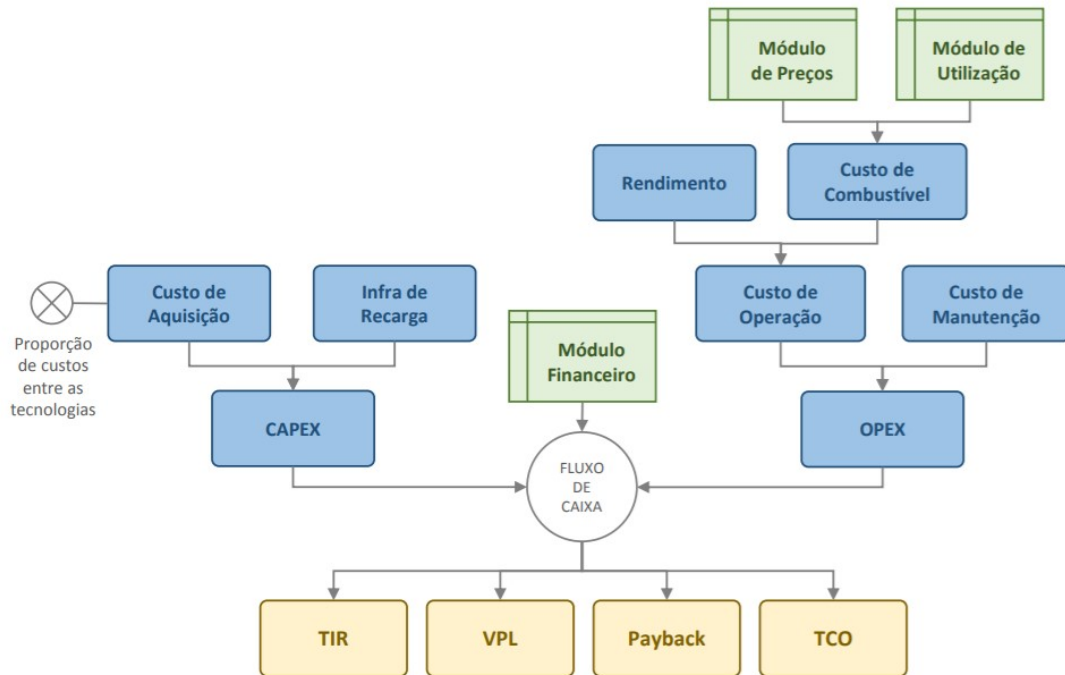 Módulo
de Preços
Módulo de
Utilização
Rendimento
Custo de
Combustível
Custo de
Aquisição
Infra de
Recarga
Custo de
Operação
Custo de
Manutenção
Proporção
de custos
entre as
tecnologias
Módulo
Financeiro
CAPEX
OPEX
FLUXO
DE
CAIXA
TIR
VPL
Payback
TCO